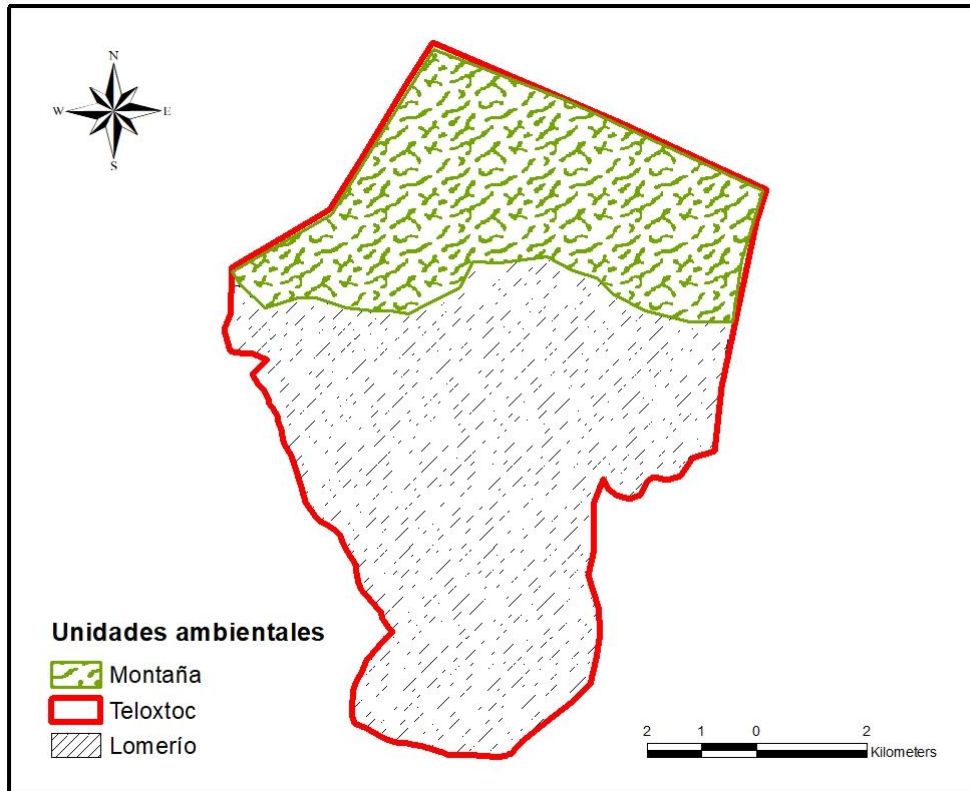 N
W E
S
Unidades ambientales
Montaña
Teloxtoc
Lomerío
2 1 0 2
Kilometers